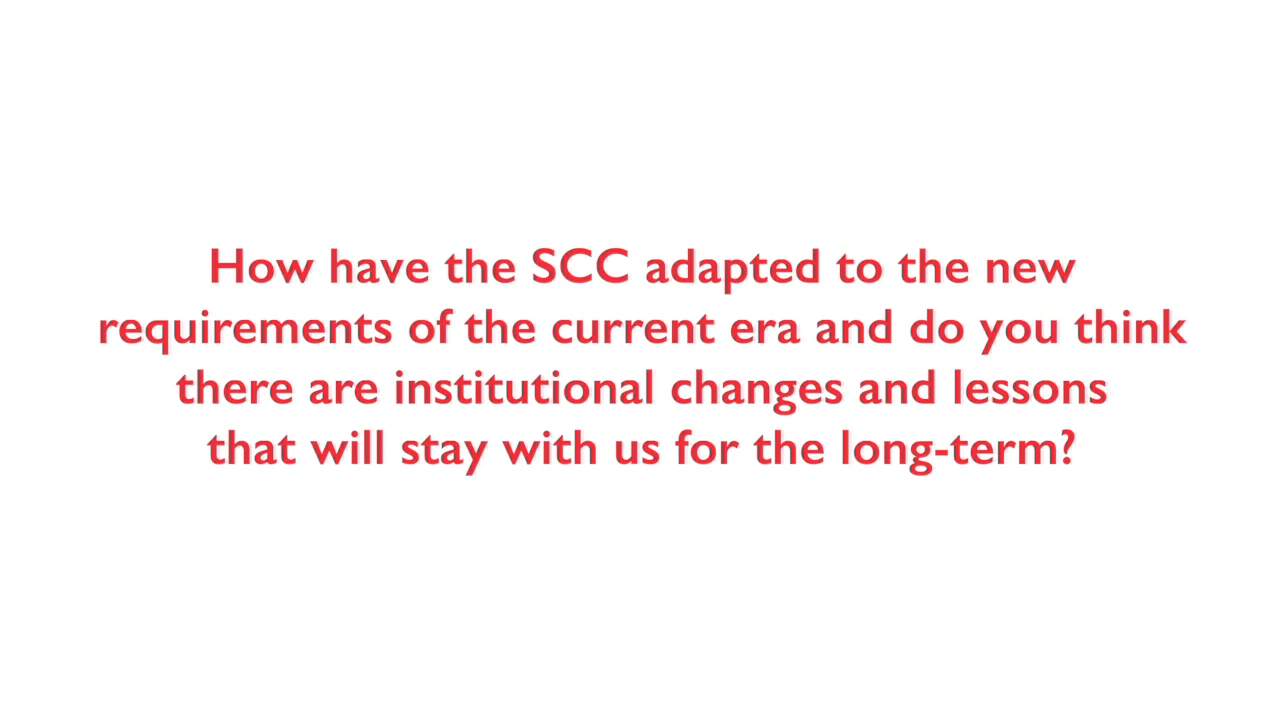 How have the SCC adapted to the new
requirements of the current era and do you think
there are institutional changes and lessons
that will stay with us for the long-term?